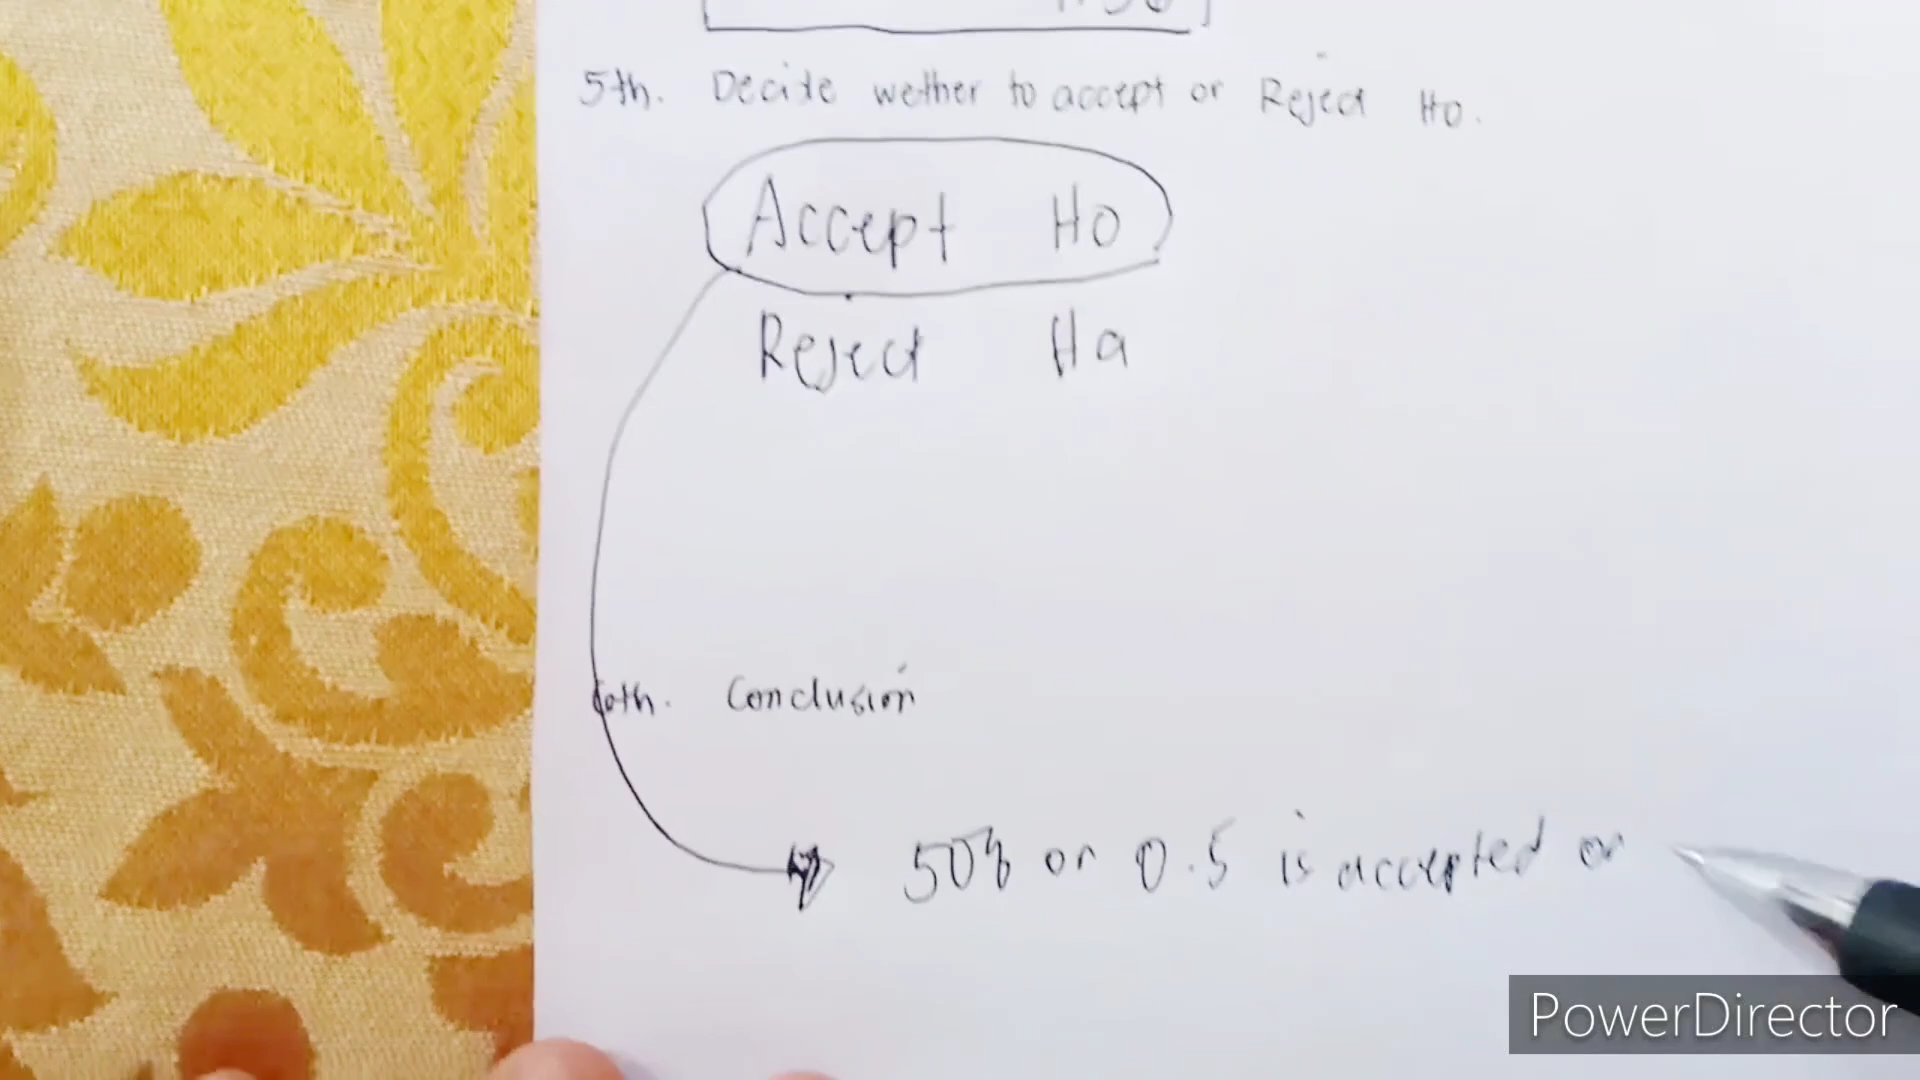 5th. Decide wether to accept or Reject Ho.
Accept Ho
Reject Ha
6th. Conclusion
50% or 0.5 is accepted or
PowerDirector